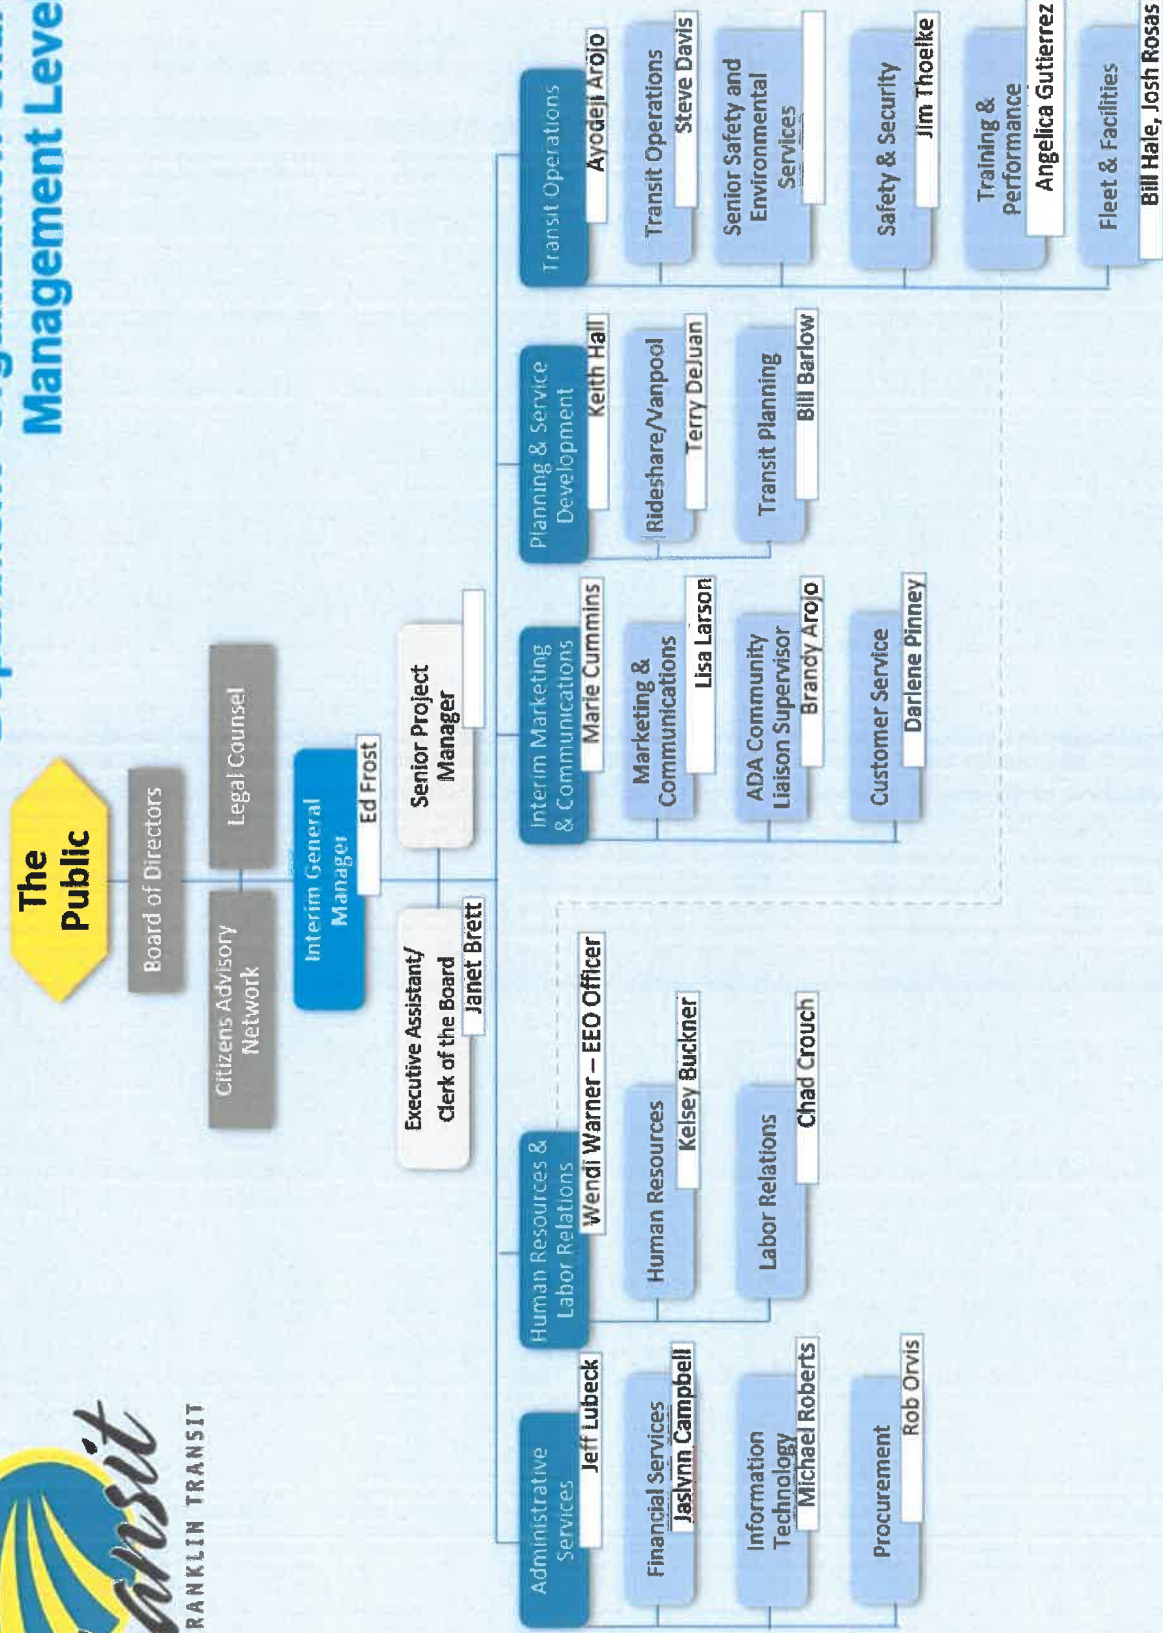 Management Leve
ansit
RANKLIN TRANSIT
The
Public
Board of Directors
Citizens Advisory
Network
Legal Counsel
Interim General
Manager
Ed Frost
Executive Assistant/
Clerk of the Board
Janet Brett
Senior Project
Manager
Administrative
Services
Jeff Lubeck
Financial Services
Jaslynn Campbell
Information
Technology
Michael Roberts
Procurement
Rob Orvis
Human Resources &
Labor Relations
Wendi Warner – EEO Officer
Human Resources
Kelsey Buckner
Labor Relations
Chad Crouch
Interim Marketing
& Communications
Marie Cummins
Marketing &
Communications
Lisa Larson
ADA Community
Liaison Supervisor
Brandy Arojo
Customer Service
Darlene Pinney
Planning & Service
Development
Keith Hall
Rideshare/Vanpool
Terry DeJuan
Transit Planning
Bill Barlow
Transit Operations
Ayodeji Arojo
Transit Operations
Steve Davis
Senior Safety and
Environmental
Services
Safety & Security
Jim Thoelke
Training &
Performance
Angelica Gutierrez
Fleet & Facilities
Bill Hale, Josh Rosas